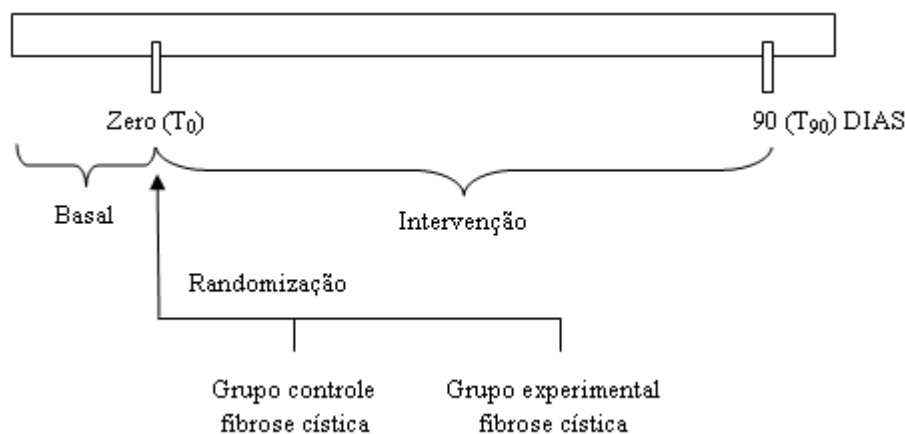 Zero (T0) 90 (T90) DIAS
Basal
Intervenção
Randomização
Grupo controle
fibrose cística
Grupo experimental
fibrose cística